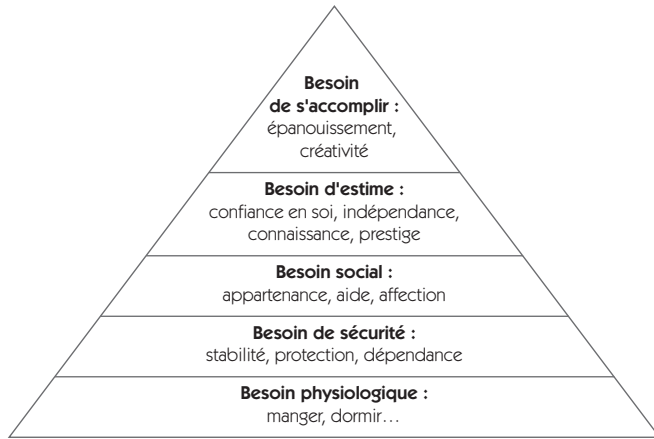 Besoin
de s'accomplir :
épanouissement,
créativité
Besoin d'estime :
confiance en soi, indépendance,
connaissance, prestige
Besoin social :
appartenance, aide, affection
Besoin de sécurité :
stabilité, protection, dépendance
Besoin physiologique :
manger, dormir…